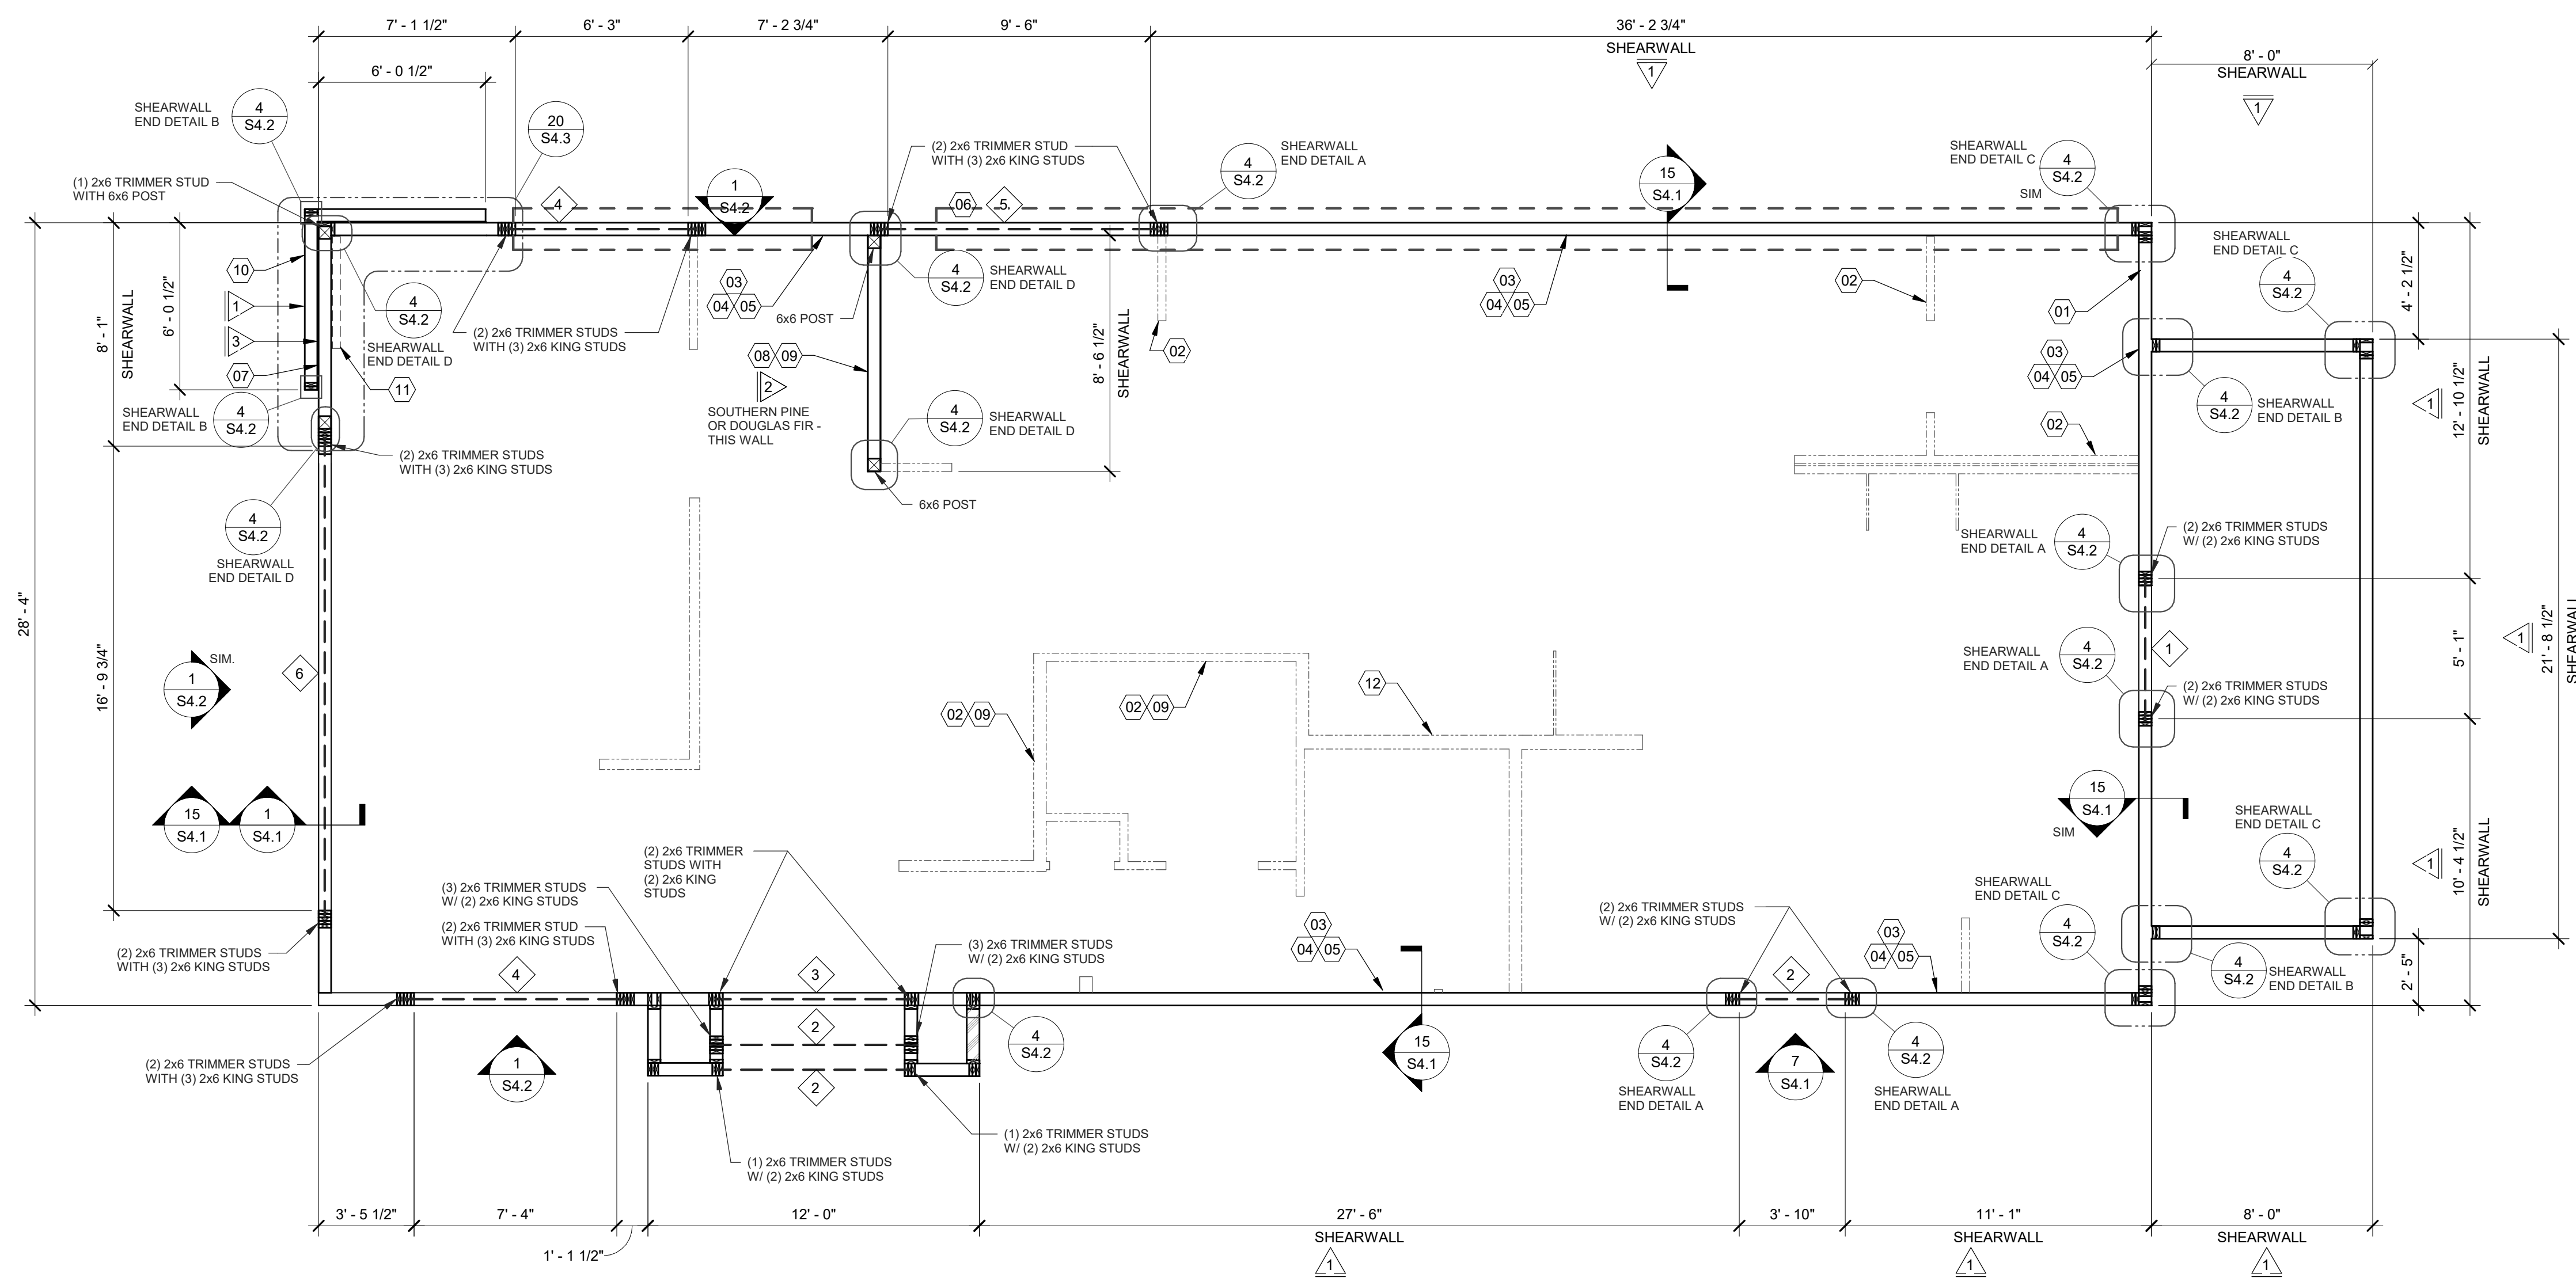 7' - 1 1/2"
6' - 3"
7' - 2 3/4"
9' - 6"
36' - 2 3/4"
SHEARWALL
1
8' - 0"
SHEARWALL
1
6' - 0 1/2"
SHEARWALL
END DETAIL B
4
S4.2
20
S4.3
(2) 2x6 TRIMMER STUD
WITH (3) 2x6 KING STUDS
4
S4.2
SHEARWALL
END DETAIL A
15
S4.1
SHEARWALL
END DETAIL C
4
S4.2
SIM
(1) 2x6 TRIMMER STUD
WITH 6x6 POST
4
1
S4.2
06
5
10
1
3
07
11
8' - 1"
SHEARWALL
6' - 0 1/2"
4
S4.2
SHEARWALL
END DETAIL D
(2) 2x6 TRIMMER STUDS
WITH (3) 2x6 KING STUDS
03
04
05
6x6 POST
4
S4.2
SHEARWALL
END DETAIL D
08
09
2
SOUTHERN PINE
OR DOUGLAS FIR -
THIS WALL
8' - 6 1/2"
SHEARWALL
02
03
04
05
02
01
SHEARWALL
END DETAIL C
4
S4.2
03
04
05
4' - 2 1/2"
12' - 10 1/2"
SHEARWALL
1
SHEARWALL
END DETAIL B
4
S4.2
(2) 2x6 TRIMMER STUDS
WITH (3) 2x6 KING STUDS
4
S4.2
SHEARWALL
END DETAIL D
4
S4.2
SHEARWALL
END DETAIL D
6x6 POST
02
4
S4.2
SHEARWALL
END DETAIL B
SHEARWALL
END DETAIL A
4
S4.2
(2) 2x6 TRIMMER STUDS
W/ (2) 2x6 KING STUDS
28' - 4"
16' - 9 3/4"
SIM.
1
S4.2
6
02
09
02
09
12
SHEARWALL
END DETAIL A
4
S4.2
1
(2) 2x6 TRIMMER STUDS
W/ (2) 2x6 KING STUDS
5' - 1"
1
21' - 8 1/2"
SHEARWALL
15
S4.1
1
S4.1
15
S4.1
SIM
SHEARWALL
END DETAIL C
4
S4.2
1
10' - 4 1/2"
SHEARWALL
(2) 2x6 TRIMMER
STUDS WITH
(2) 2x6 KING
STUDS
(3) 2x6 TRIMMER STUDS
W/ (2) 2x6 KING STUDS
(2) 2x6 TRIMMER STUD
WITH (3) 2x6 KING STUDS
(2) 2x6 TRIMMER STUDS
WITH (3) 2x6 KING STUDS
(3) 2x6 TRIMMER STUDS
W/ (2) 2x6 KING STUDS
03
04
05
(2) 2x6 TRIMMER STUDS
W/ (2) 2x6 KING STUDS
03
04
05
SHEARWALL
END DETAIL C
4
S4.2
4
S4.2
SHEARWALL
END DETAIL B
2' - 5"
4
3
2
2
2
(2) 2x6 TRIMMER STUDS
WITH (3) 2x6 KING STUDS
1
S4.2
4
S4.2
15
S4.1
4
S4.2
SHEARWALL
END DETAIL A
7
S4.1
4
S4.2
SHEARWALL
END DETAIL A
(1) 2x6 TRIMMER STUDS
W/ (2) 2x6 KING STUDS
(1) 2x6 TRIMMER STUDS
W/ (2) 2x6 KING STUDS
3' - 5 1/2"
7' - 4"
1' - 1 1/2"
12' - 0"
27' - 6"
SHEARWALL
1
3' - 10"
11' - 1"
SHEARWALL
1
8' - 0"
SHEARWALL
1